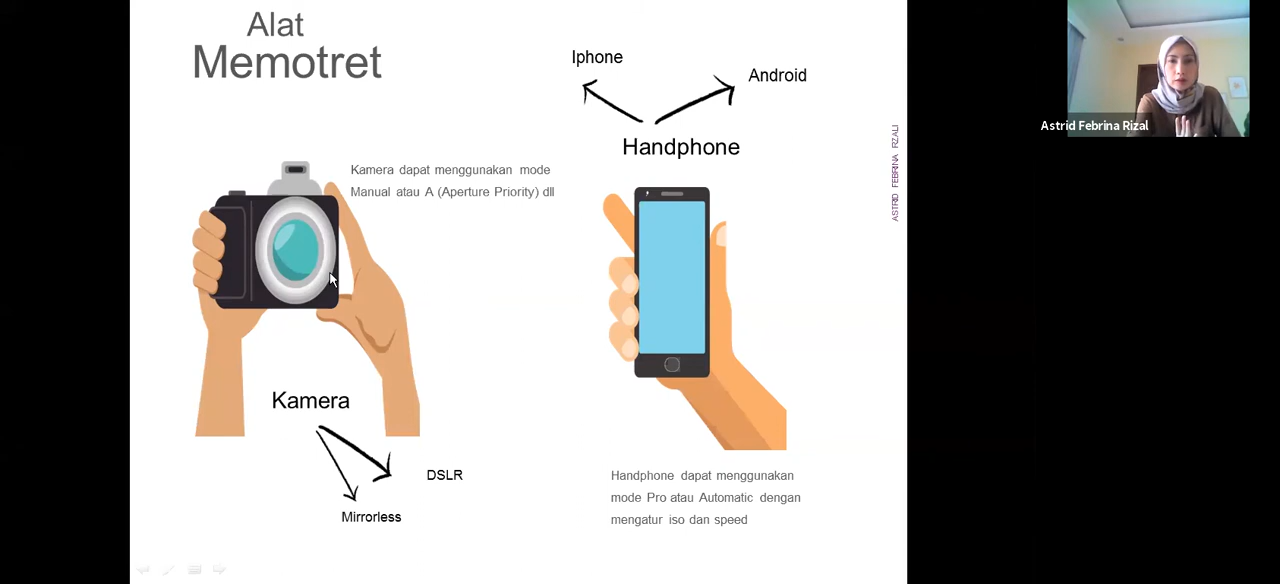 Alat
Memotret
Iphone
Android
Handphone
Kamera dapat menggunakan mode
Manual atau A (Aperture Priority) dll
Kamera
DSLR
Mirrorless
Handphone dapat menggunakan
mode Pro atau Automatic dengan
mengatur iso dan speed
ASTRID FEBRINA RIZALI
Astrid Febrina Rizal